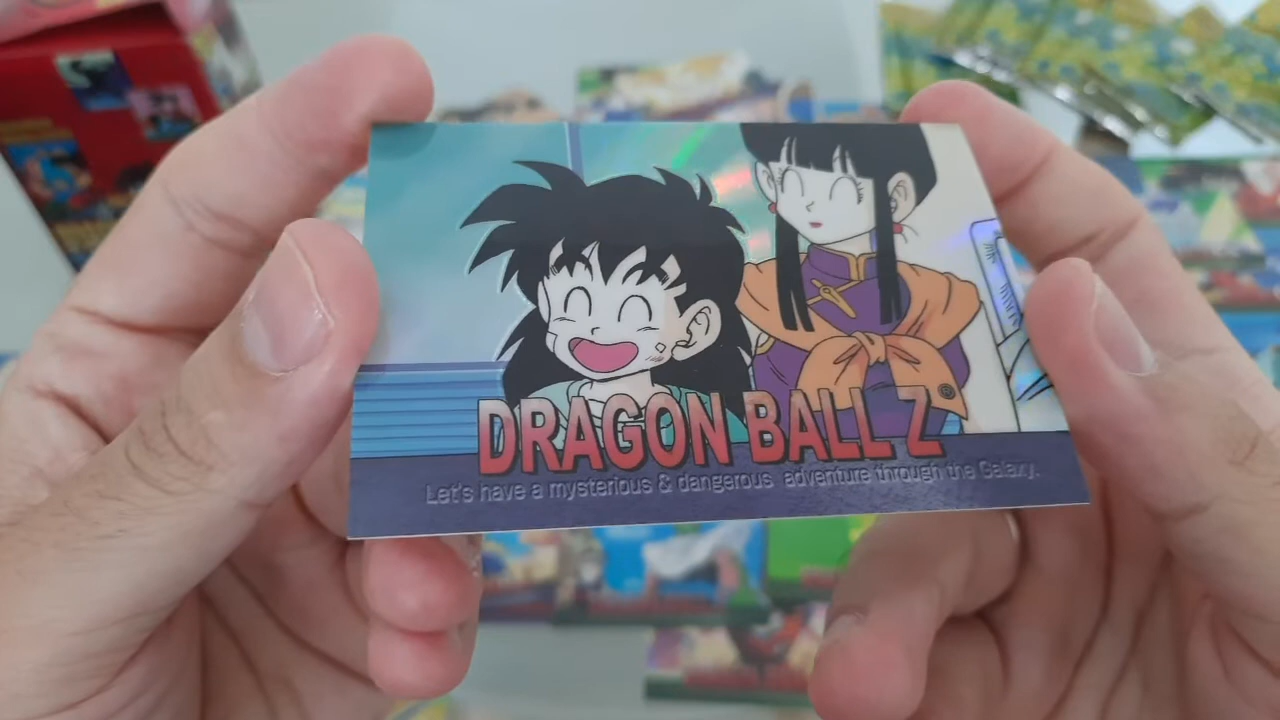 DRAGON BALL Z
Let's have a mysterious & dangerous adventure through the Galaxy.